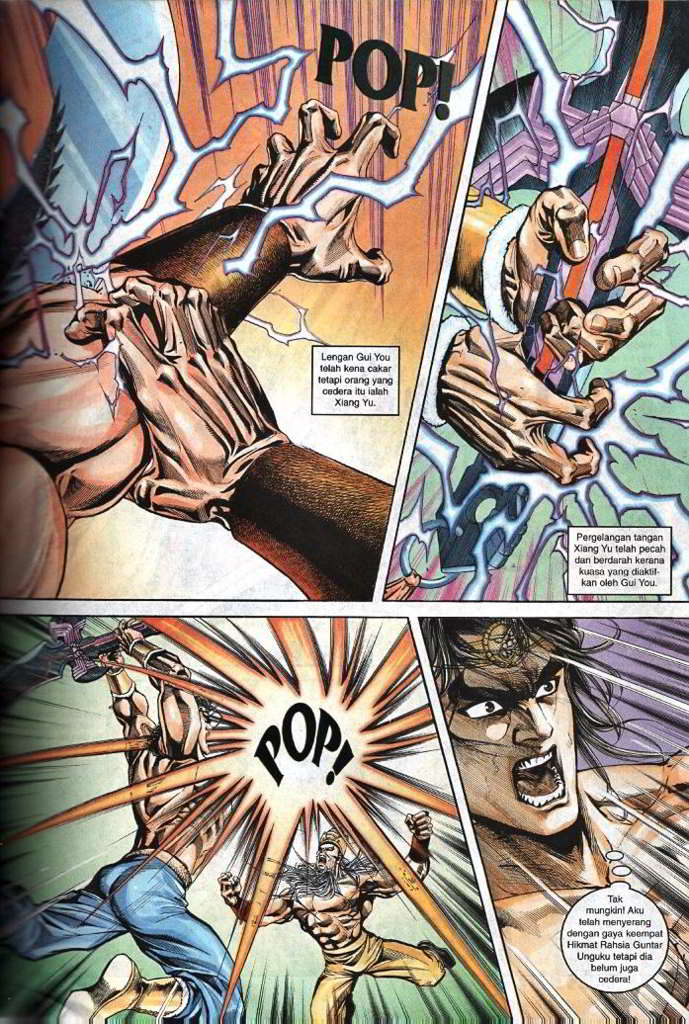 POP!
Lengan Gui You
telah kena cakar
tetapi orang yang
cedera itu ialah
Xiang Yu.
Pergelangan tangan
Xiang Yu telah pecah
dan berdarah kerana
kuasa yang diaktif-
kan oleh Gui You.
POP!
Tak
mungkin! Aku
telah menyerang
dengan gaya keempat
Hikmat Rahsia Guntar
Unguku tetapi dia
belum juga
cedera!